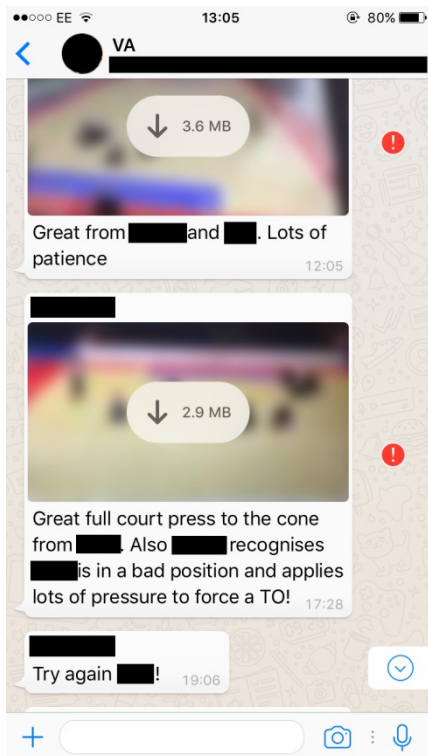 EE 13:05 80%
VA
3.6 MB
Great from and . Lots of
patience 12:05
2.9 MB
Great full court press to the cone
from . Also recognises
is in a bad position and applies
lots of pressure to force a TO! 17:28
Try again ! 19:06